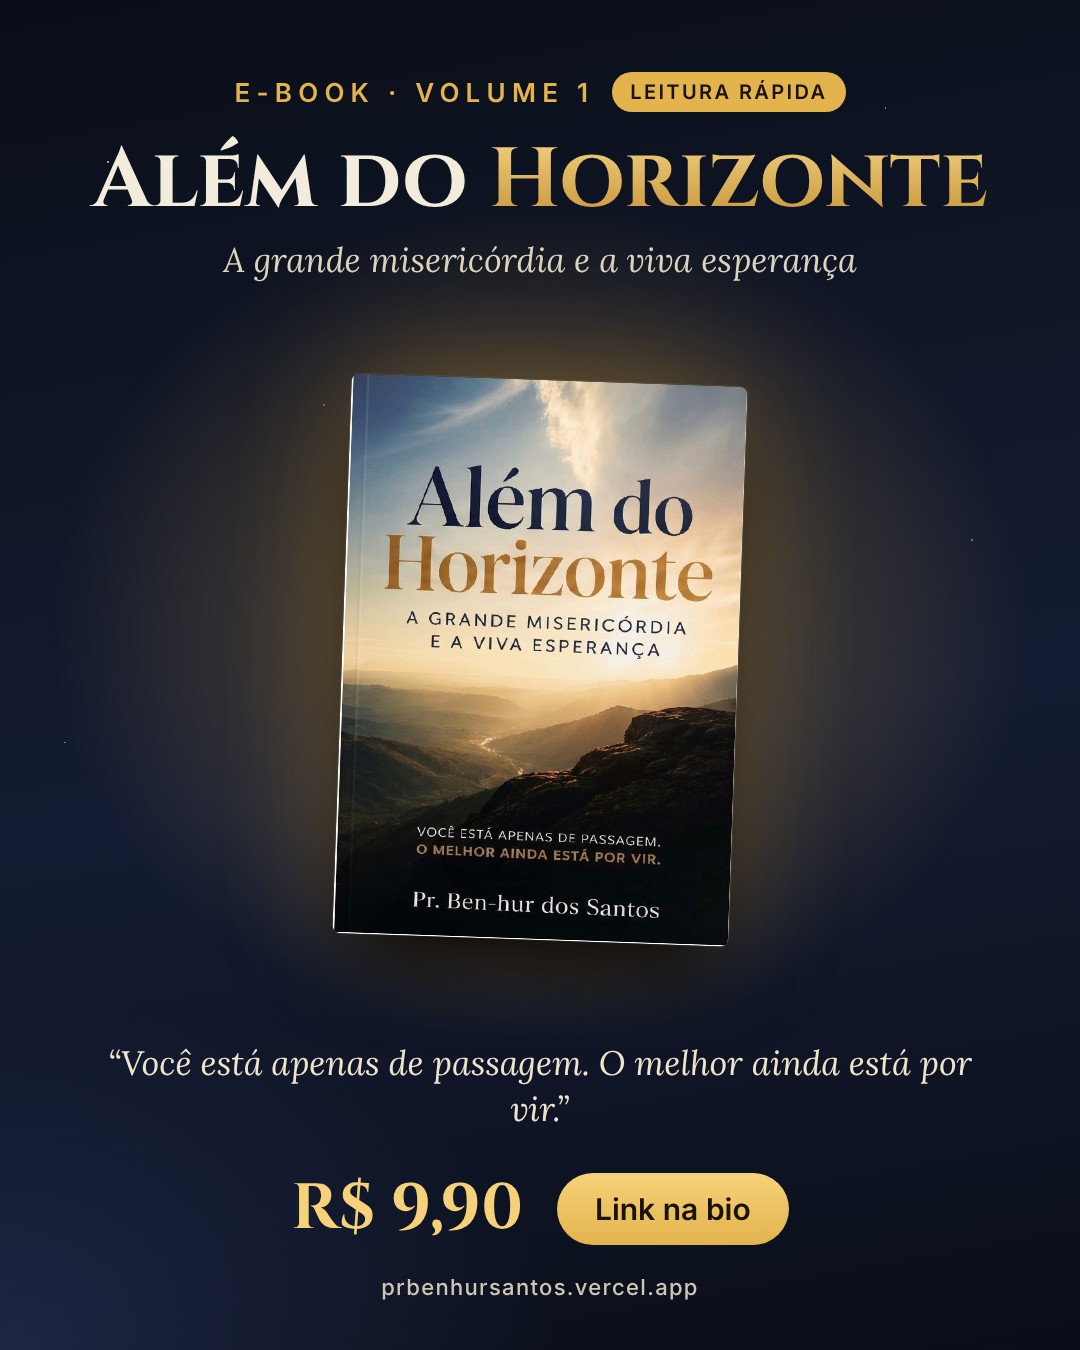 E-BOOK · VOLUME 1 LEITURA RÁPIDA
ALÉM DO HORIZONTE
A grande misericórdia e a viva esperança
Além do
Horizonte
A GRANDE MISERICÓRDIA
E A VIVA ESPERANÇA
VOCÊ ESTÁ APENAS DE PASSAGEM.
O MELHOR AINDA ESTÁ POR VIR.
Pr. Ben-hur dos Santos
“Você está apenas de passagem. O melhor ainda está por
vir.”
R$ 9,90 Link na bio
prbenhursantos.vercel.app